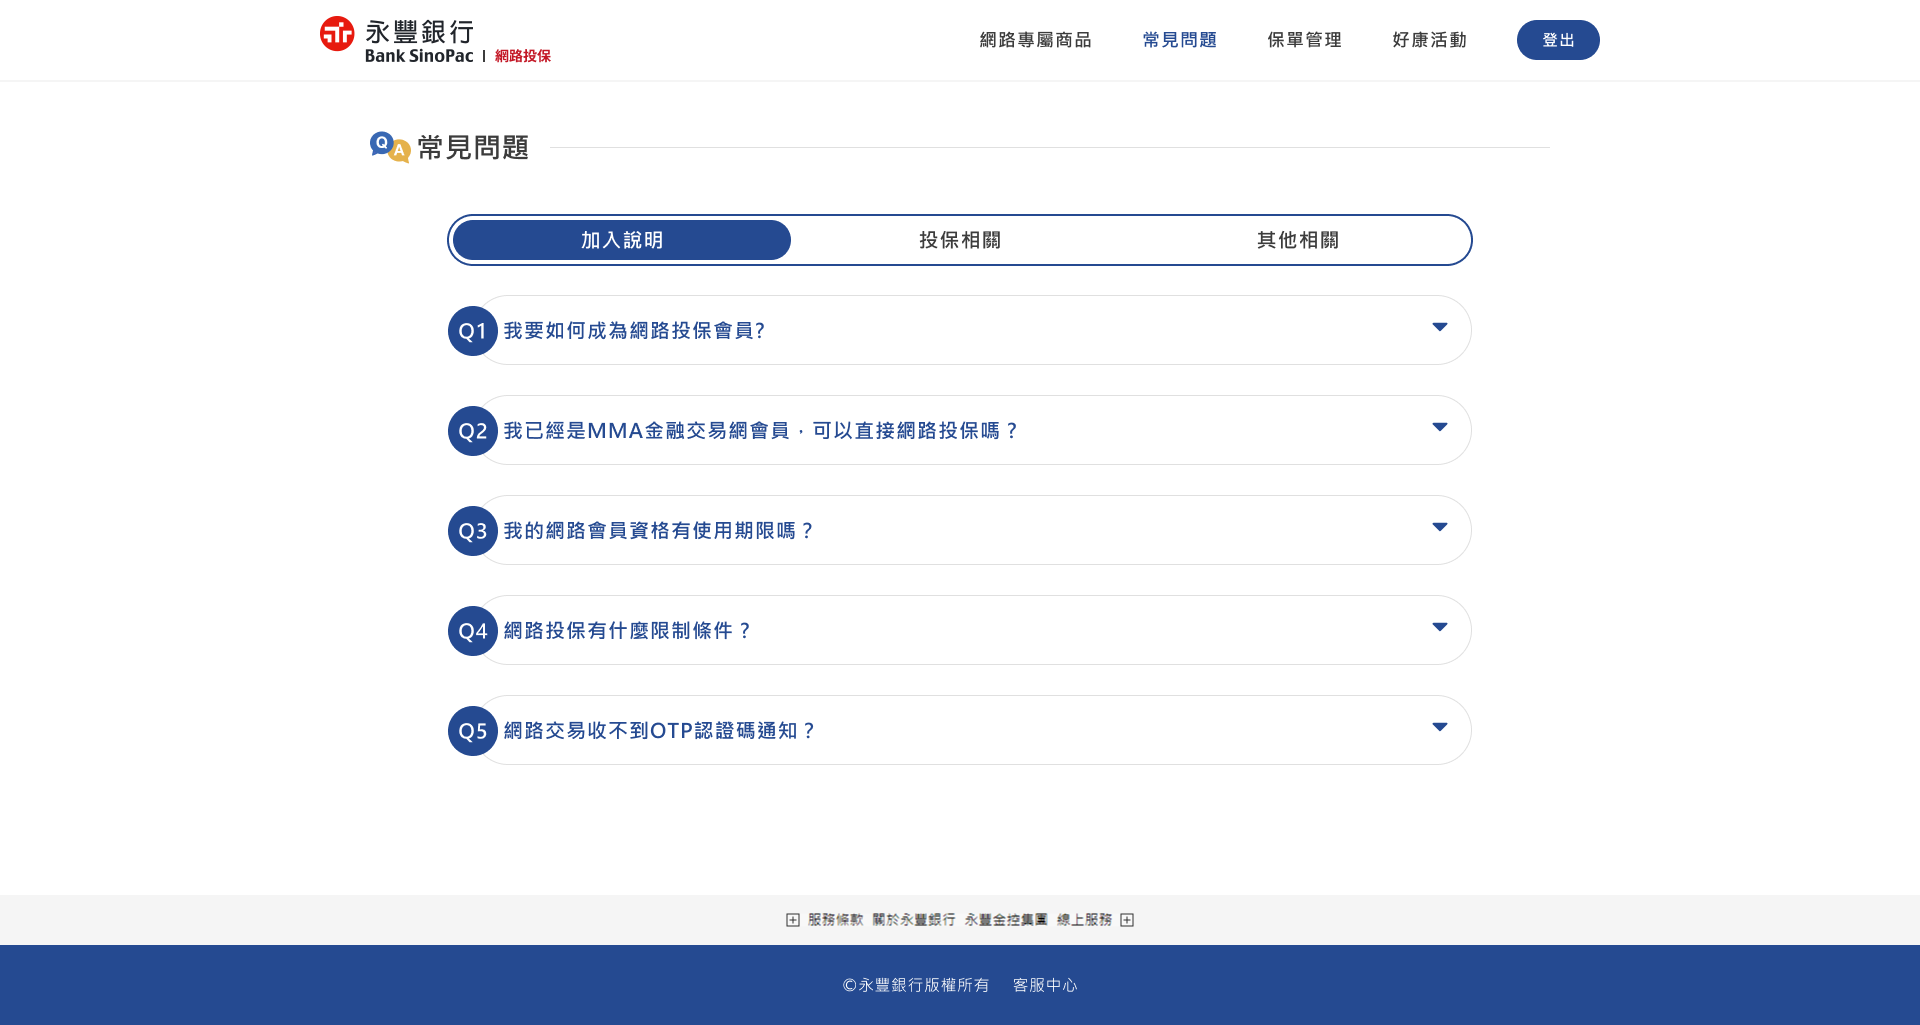 永豐銀行
Bank SinoPac | 網路投保
網路專屬商品 常見問題 保單管理 好康活動 登出
Q A 常見問題
加入說明 投保相關 其他相關
Q1 我要如何成為網路投保會員?
Q2 我已經是MMA金融交易網會員，可以直接網路投保嗎？
Q3 我的網路會員資格有使用期限嗎？
Q4 網路投保有什麼限制條件？
Q5 網路交易收不到OTP認證碼通知？
服務條款 關於永豐銀行 永豐金控集團 線上服務
©永豐銀行版權所有 客服中心